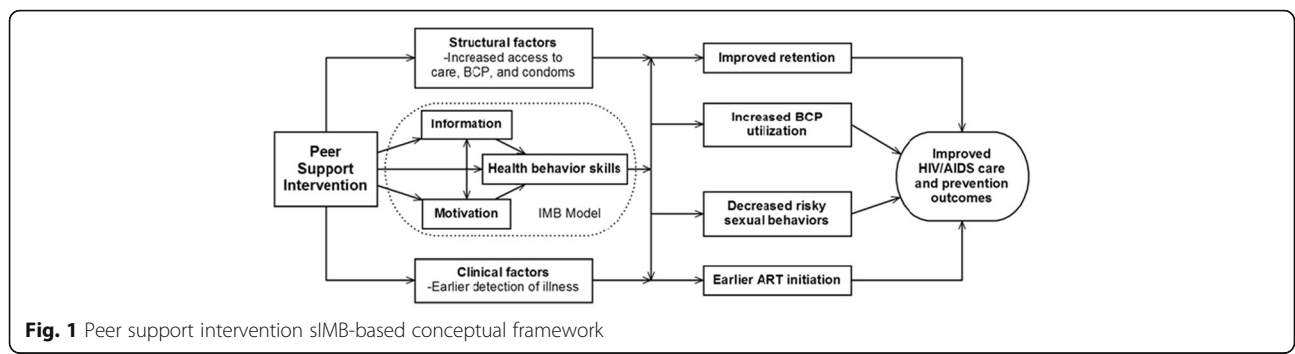 Structural factors
-Increased access to
care, BCP, and condoms
Improved retention
Information
Increased BCP
utilization
Peer
Support
Intervention
Health behavior skills
Improved
HIV/AIDS care
and prevention
outcomes
Motivation
IMB Model
Decreased risky
sexual behaviors
Clinical factors
-Earlier detection of illness
Earlier ART initiation
Fig. 1 Peer support intervention sIMB-based conceptual framework